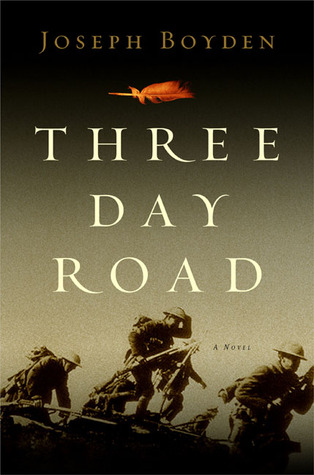 JOSEPH BOYDEN
THREE
DAY
ROAD
A NOVEL